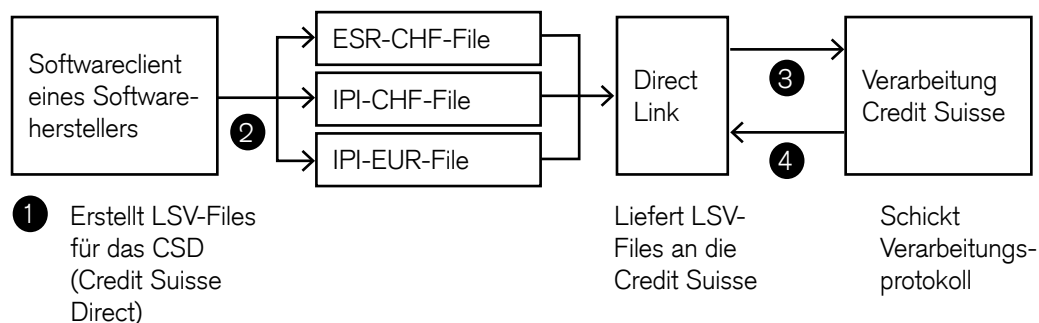 Softwareclient
eines Software-
herstellers
2
ESR-CHF-File
IPI-CHF-File
IPI-EUR-File
Direct
Link
3
4
Verarbeitung
Credit Suisse
1 Erstellt LSV-Files
für das CSD
(Credit Suisse
Direct)
Liefert LSV-
Files an die
Credit Suisse
Schickt
Verarbeitungs-
protokoll